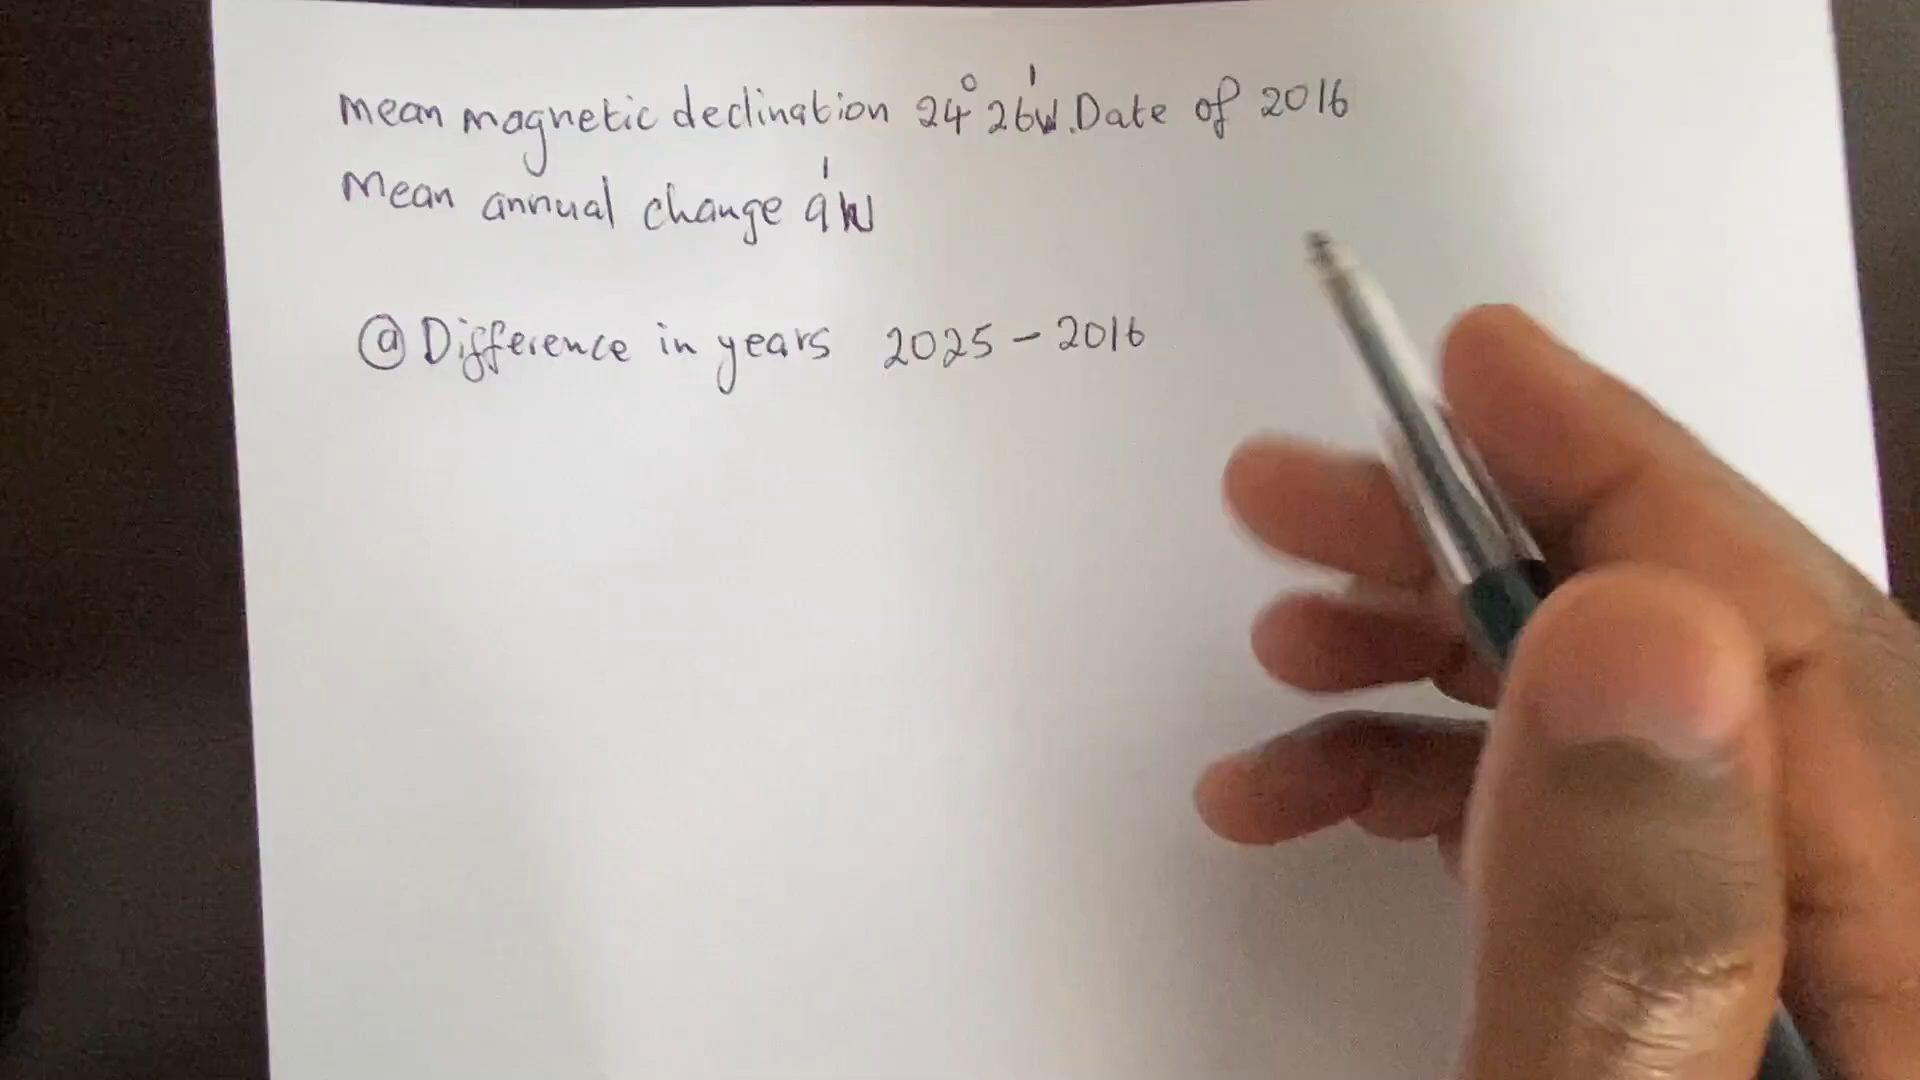 Mean magnetic declination 24° 26'W. Date of 2016
Mean annual change 9'W
@ Difference in years 2025 - 2016